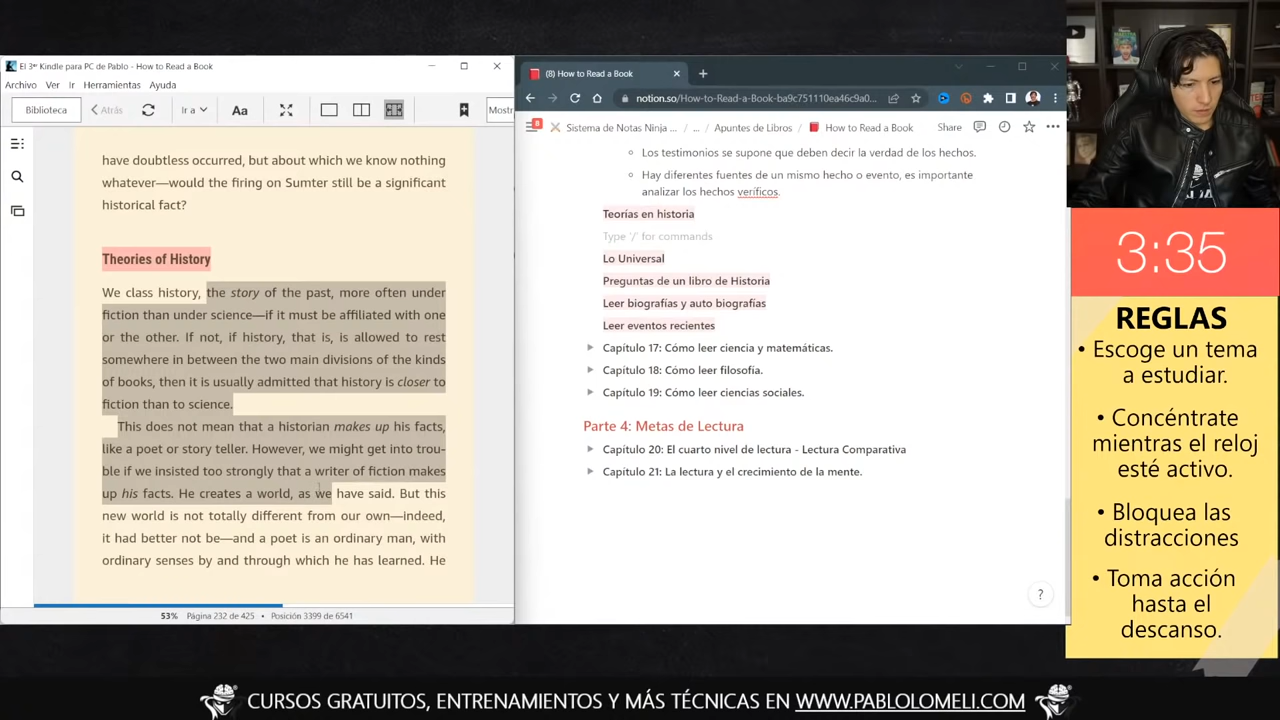 El 3er Kindle para PC de Pablo - How to Read a Book
Archivo Ver Ir Herramientas Ayuda
Biblioteca
Atrás
Ir a
Aa
Mostr
have doubtless occurred, but about which we know nothing
whatever—would the firing on Sumter still be a significant
historical fact?
Theories of History
We class history, the story of the past, more often under
fiction than under science—if it must be affiliated with one
or the other. If not, if history, that is, is allowed to rest
somewhere in between the two main divisions of the kinds
of books, then it is usually admitted that history is closer to
fiction than to science.
This does not mean that a historian makes up his facts,
like a poet or story teller. However, we might get into trou-
ble if we insisted too strongly that a writer of fiction makes
up his facts. He creates a world, as we have said. But this
new world is not totally different from our own—indeed,
it had better not be—and a poet is an ordinary man, with
ordinary senses by and through which he has learned. He
53% Página 232 de 425 • Posición 3399 de 6541
(8) How to Read a Book
notion.so/How-to-Read-a-Book-ba9c751110ea46c9a0...
8
Sistema de Notas Ninja ... / ... / Apuntes de Libros / How to Read a Book
Share
Los testimonios se supone que deben decir la verdad de los hechos.
Hay diferentes fuentes de un mismo hecho o evento, es importante
analizar los hechos veríficos.
Teorías en historia
Type '/' for commands
Lo Universal
Preguntas de un libro de Historia
Leer biografías y auto biografías
Leer eventos recientes
Capítulo 17: Cómo leer ciencia y matemáticas.
Capítulo 18: Cómo leer filosofía.
Capítulo 19: Cómo leer ciencias sociales.
Parte 4: Metas de Lectura
Capítulo 20: El cuarto nivel de lectura - Lectura Comparativa
Capítulo 21: La lectura y el crecimiento de la mente.
?
3:35
REGLAS
• Escoge un tema
a estudiar.
• Concéntrate
mientras el reloj
esté activo.
• Bloquea las
distracciones
• Toma acción
hasta el
descanso.
CURSOS GRATUITOS, ENTRENAMIENTOS Y MÁS TÉCNICAS EN WWW.PABLOLOMELI.COM